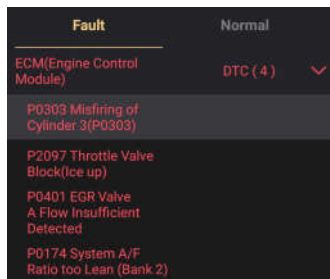 Fault Normal
ECM(Engine Control
Module) DTC ( 4 )
P0303 Misfiring of
Cylinder 3(P0303)
P2097 Throttle Valve
Block(Ice up)
P0401 EGR Valve
A Flow Insufficient
Detected
P0174 System A/F
Ratio too Lean (Bank 2)